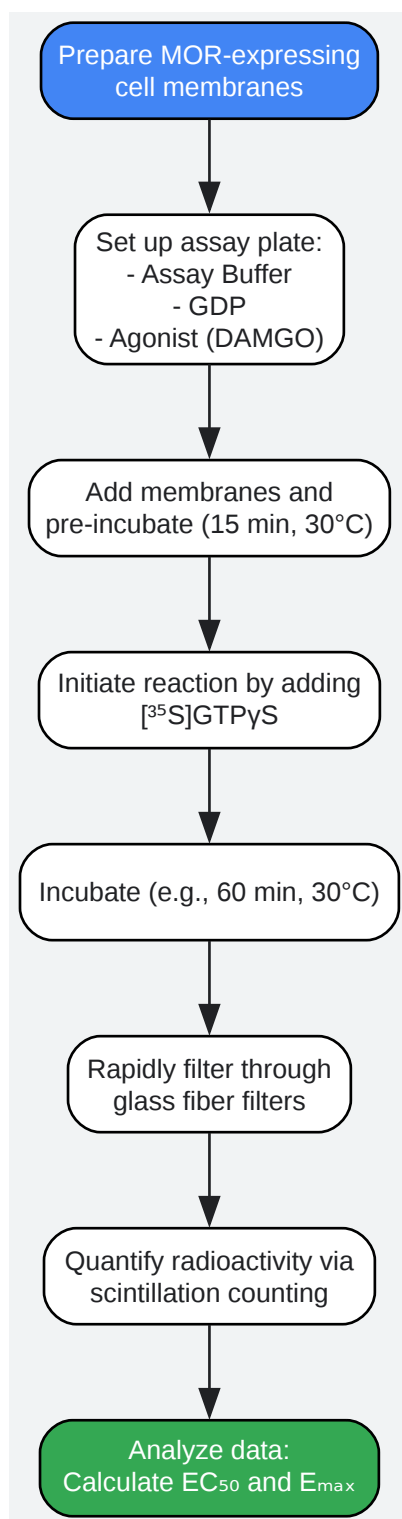 Prepare MOR-expressing
cell membranes
Set up assay plate:
- Assay Buffer
- GDP
- Agonist (DAMGO)
Add membranes and
pre-incubate (15 min, 30°C)
Initiate reaction by adding
[³⁵S]GTPγS
Incubate (e.g., 60 min, 30°C)
Rapidly filter through
glass fiber filters
Quantify radioactivity via
scintillation counting
Analyze data:
Calculate EC₅₀ and Eₘₐₓ